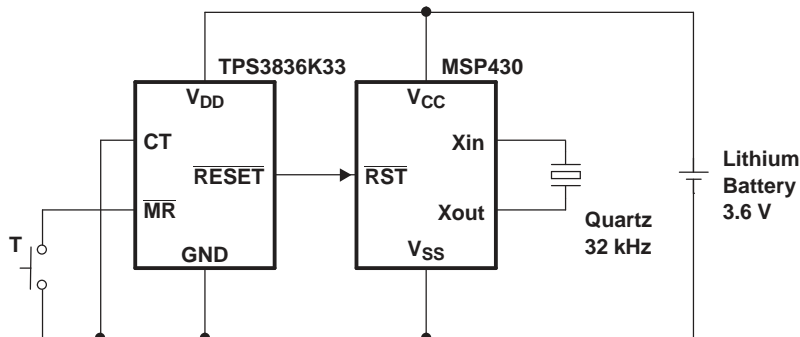 TPS3836K33
MSP430
VDD
VCC
CT
Xin
RESET
RST
MR
Xout
GND
VSS
T
Quartz
32 kHz
Lithium
Battery
3.6 V